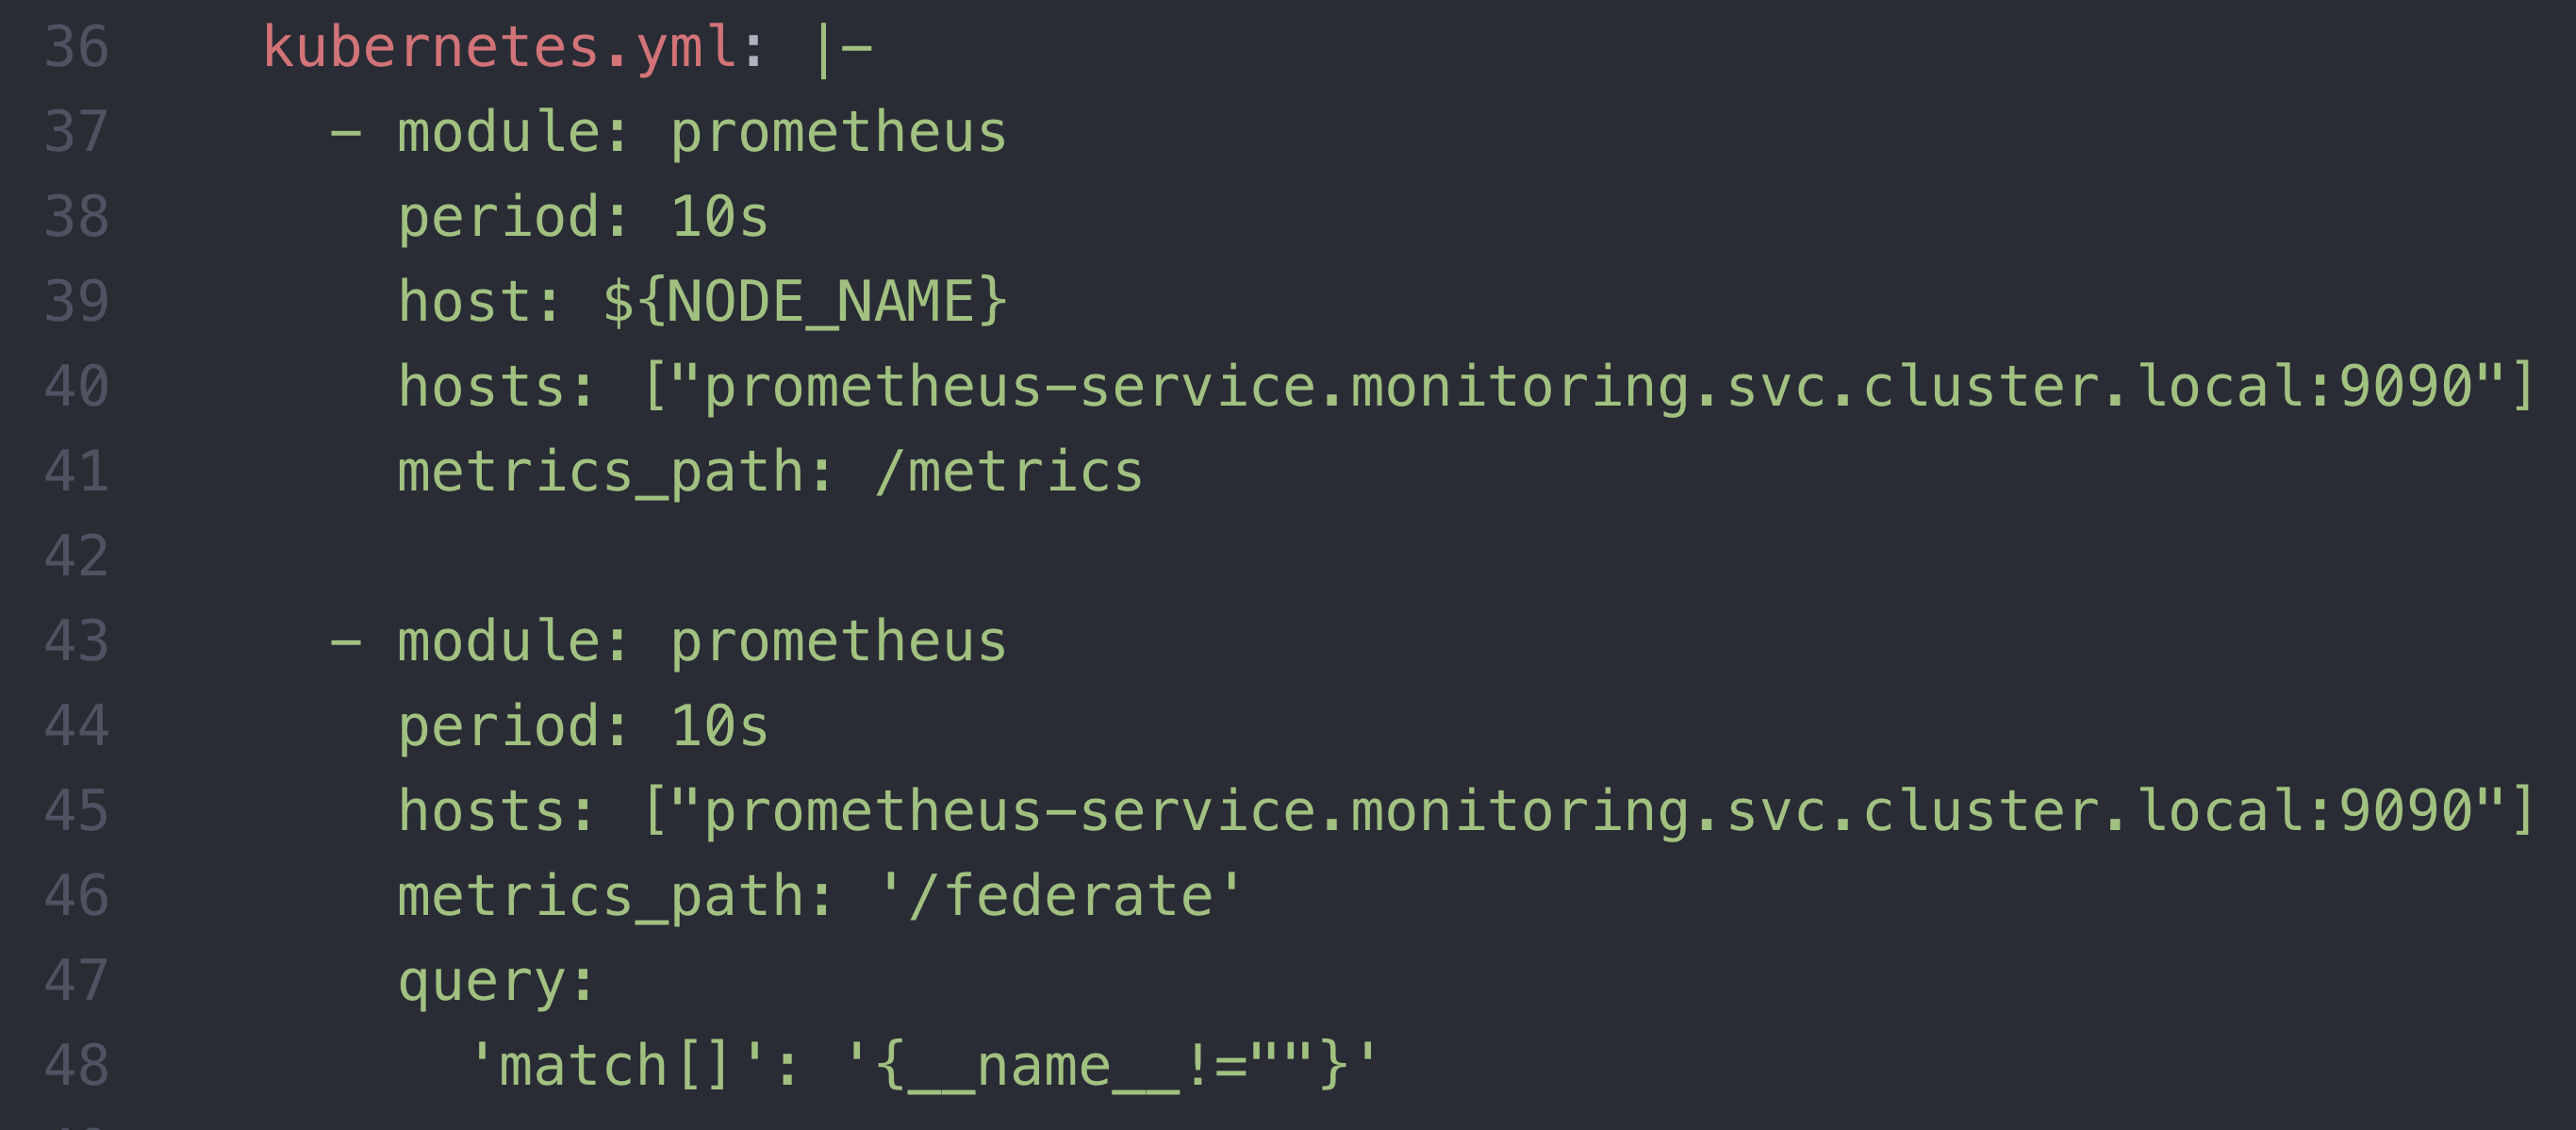 36 kubernetes.yml: |-
37 - module: prometheus
38 period: 10s
39 host: ${NODE_NAME}
40 hosts: ["prometheus-service.monitoring.svc.cluster.local:9090"]
41 metrics_path: /metrics
42
43 - module: prometheus
44 period: 10s
45 hosts: ["prometheus-service.monitoring.svc.cluster.local:9090"]
46 metrics_path: '/federate'
47 query:
48 'match[]': '{__name__!=""}'